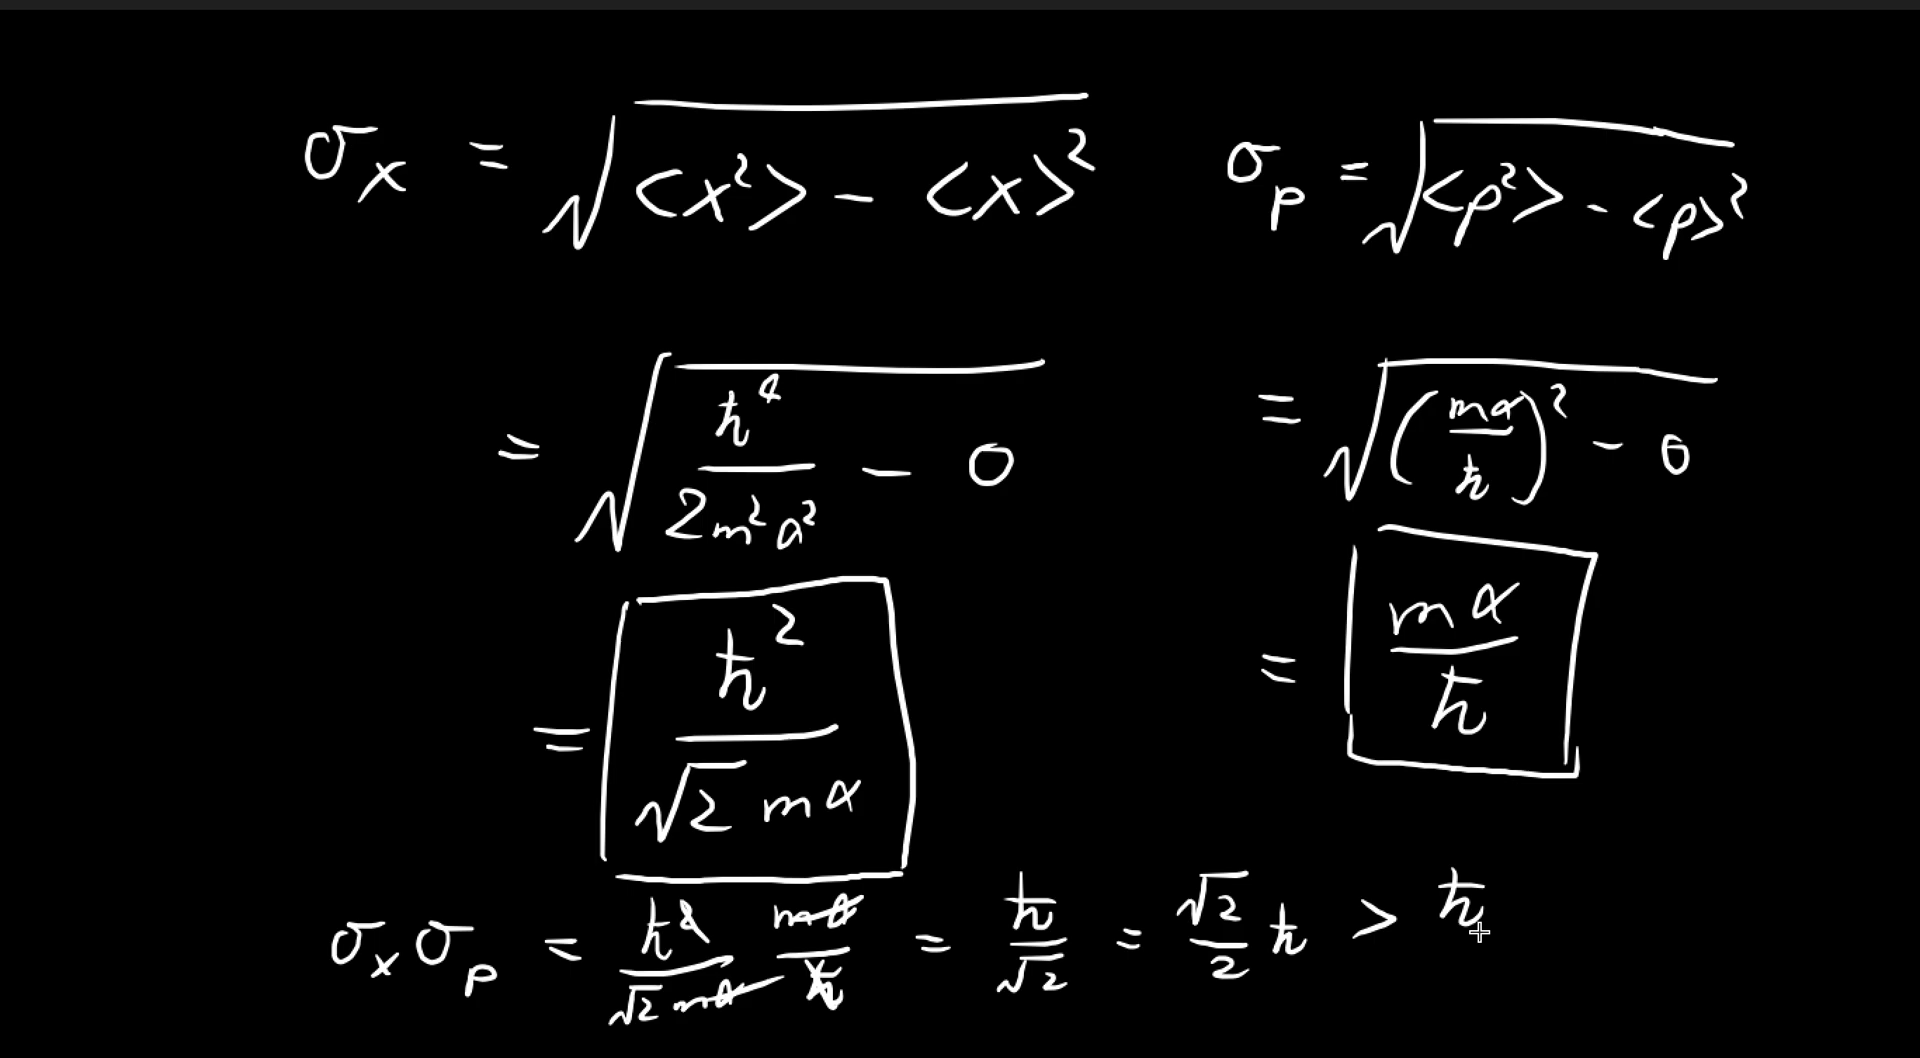 σₓ = √(<x²> - <x>²)    σₚ = √(<p²> - <p>²)
= √(ℏ⁴/(2m²a²) - 0)    = √((mα/ℏ)² - 0)
= ℏ²/(√2 mα)    = mα/ℏ
σₓσₚ = ℏ²/(√2 mα) mα/ℏ = ℏ/√2 = √2/2 ℏ > ℏ